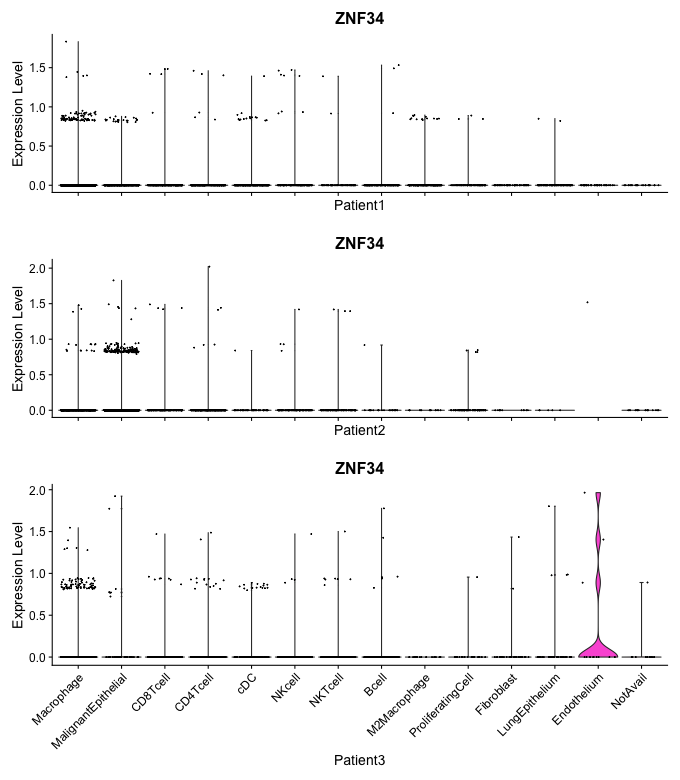 ZNF34
Expression Level
1.5
1.0
0.5
0.0
Patient1
ZNF34
Expression Level
2.0
1.5
1.0
0.5
0.0
Patient2
ZNF34
Expression Level
2.0
1.5
1.0
0.5
0.0
Macrophage
MalignantEpithelial
CD8Tcell
CD4Tcell
cDC
NKcell
NKTcell
Bcell
M2Macrophage
ProliferatingCell
Fibroblast
LungEpithelium
Endothelium
NotAvail
Patient3